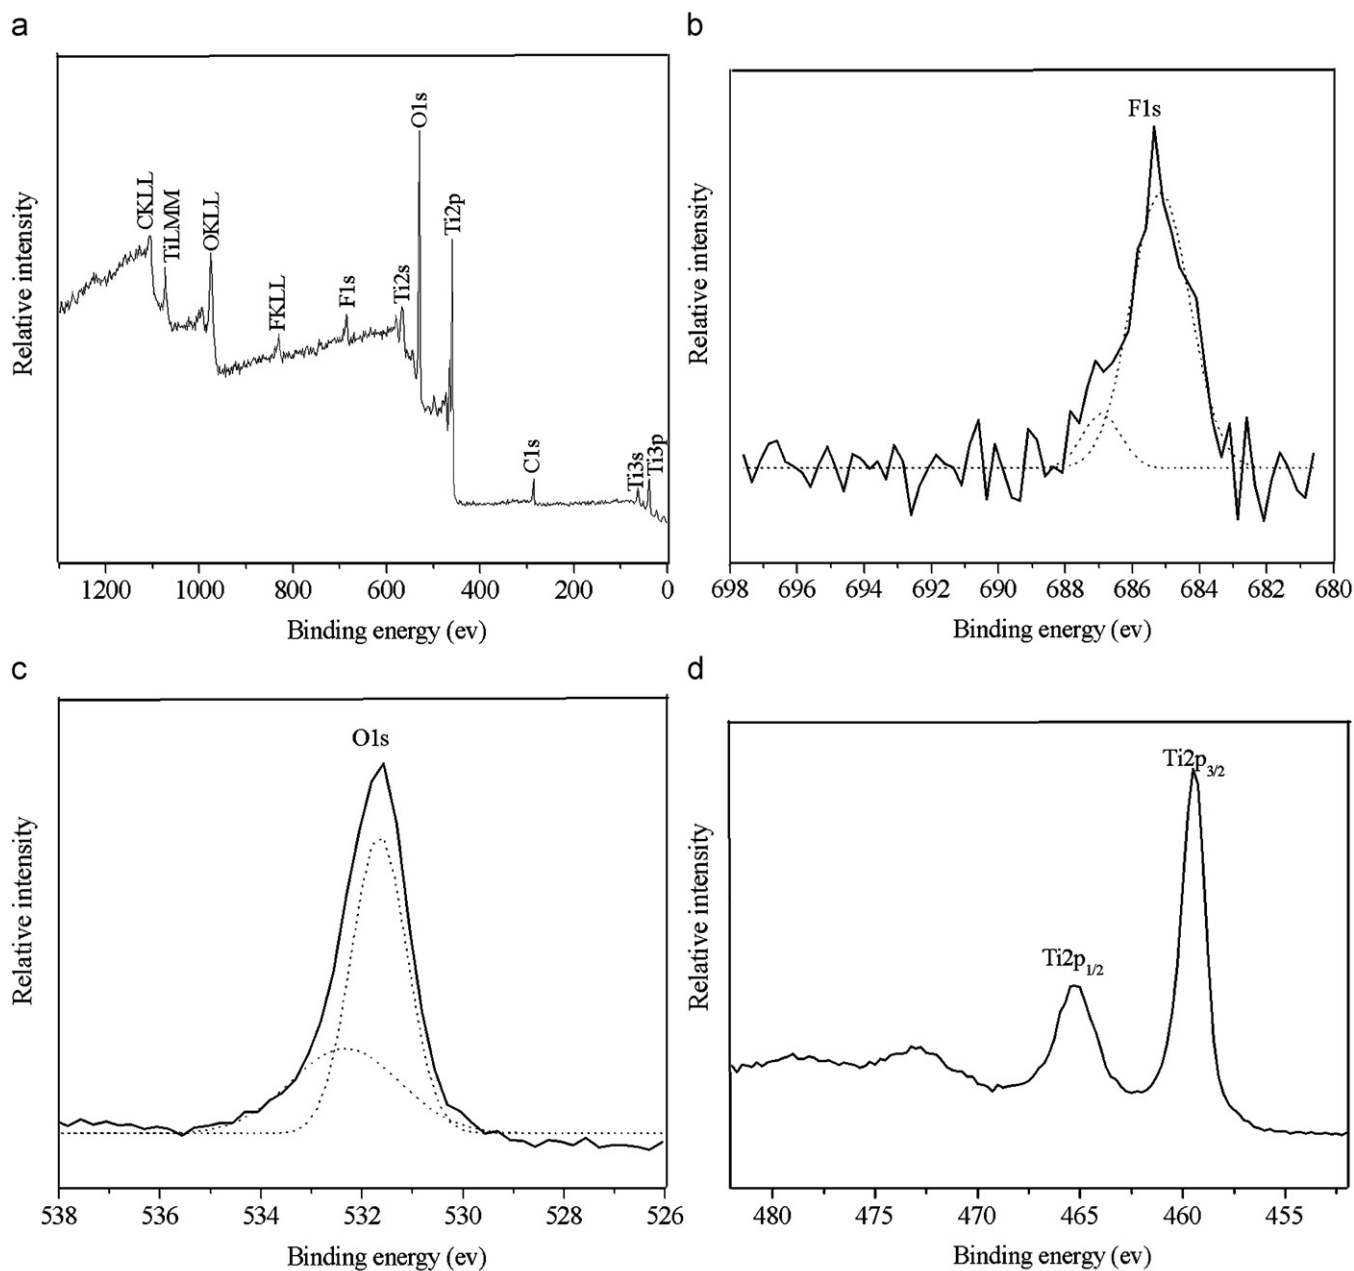 a
Relative intensity
CKLL
TiLMM
OKLL
FKLL
F1s
Ti2s
O1s
Ti2p
C1s
Ti3s
Ti3p
1200 1000 800 600 400 200 0
Binding energy (ev)
b
Relative intensity
F1s
698 696 694 692 690 688 686 684 682 680
Binding energy (ev)
c
Relative intensity
O1s
538 536 534 532 530 528 526
Binding energy (ev)
d
Relative intensity
Ti2p3/2
Ti2p1/2
480 475 470 465 460 455
Binding energy (ev)